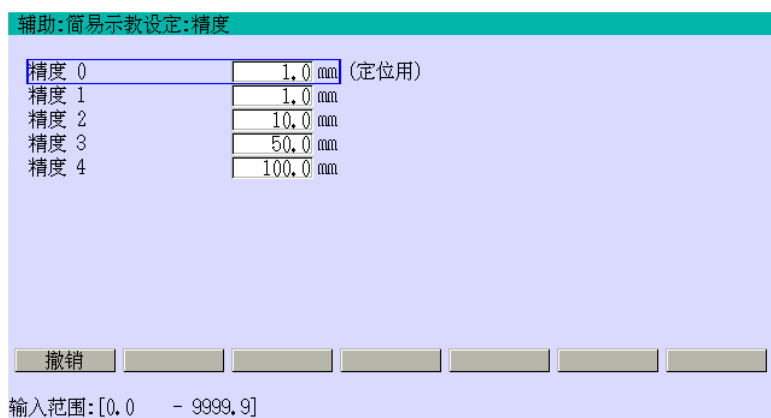 辅助:简易示教设定:精度
精度 0 1.0 mm (定位用)
精度 1 1.0 mm
精度 2 10.0 mm
精度 3 50.0 mm
精度 4 100.0 mm
撤销
输入范围:[0.0 - 9999.9]